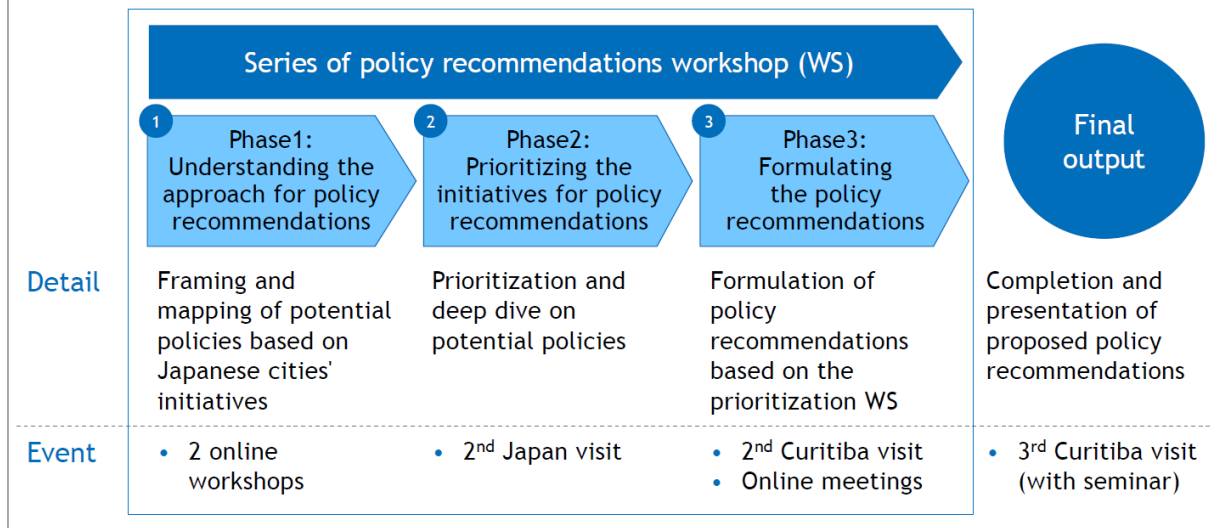 Series of policy recommendations workshop (WS)
1
Phase1:
Understanding the
approach for policy
recommendations
2
Phase2:
Prioritizing the
initiatives for policy
recommendations
3
Phase3:
Formulating
the policy
recommendations
Final
output
Detail
Framing and
mapping of potential
policies based on
Japanese cities'
initiatives
Prioritization and
deep dive on
potential policies
Formulation of
policy
recommendations
based on the
prioritization WS
Completion and
presentation of
proposed policy
recommendations
Event
• 2 online
workshops
• 2nd Japan visit
• 2nd Curitiba visit
• Online meetings
• 3rd Curitiba visit
(with seminar)